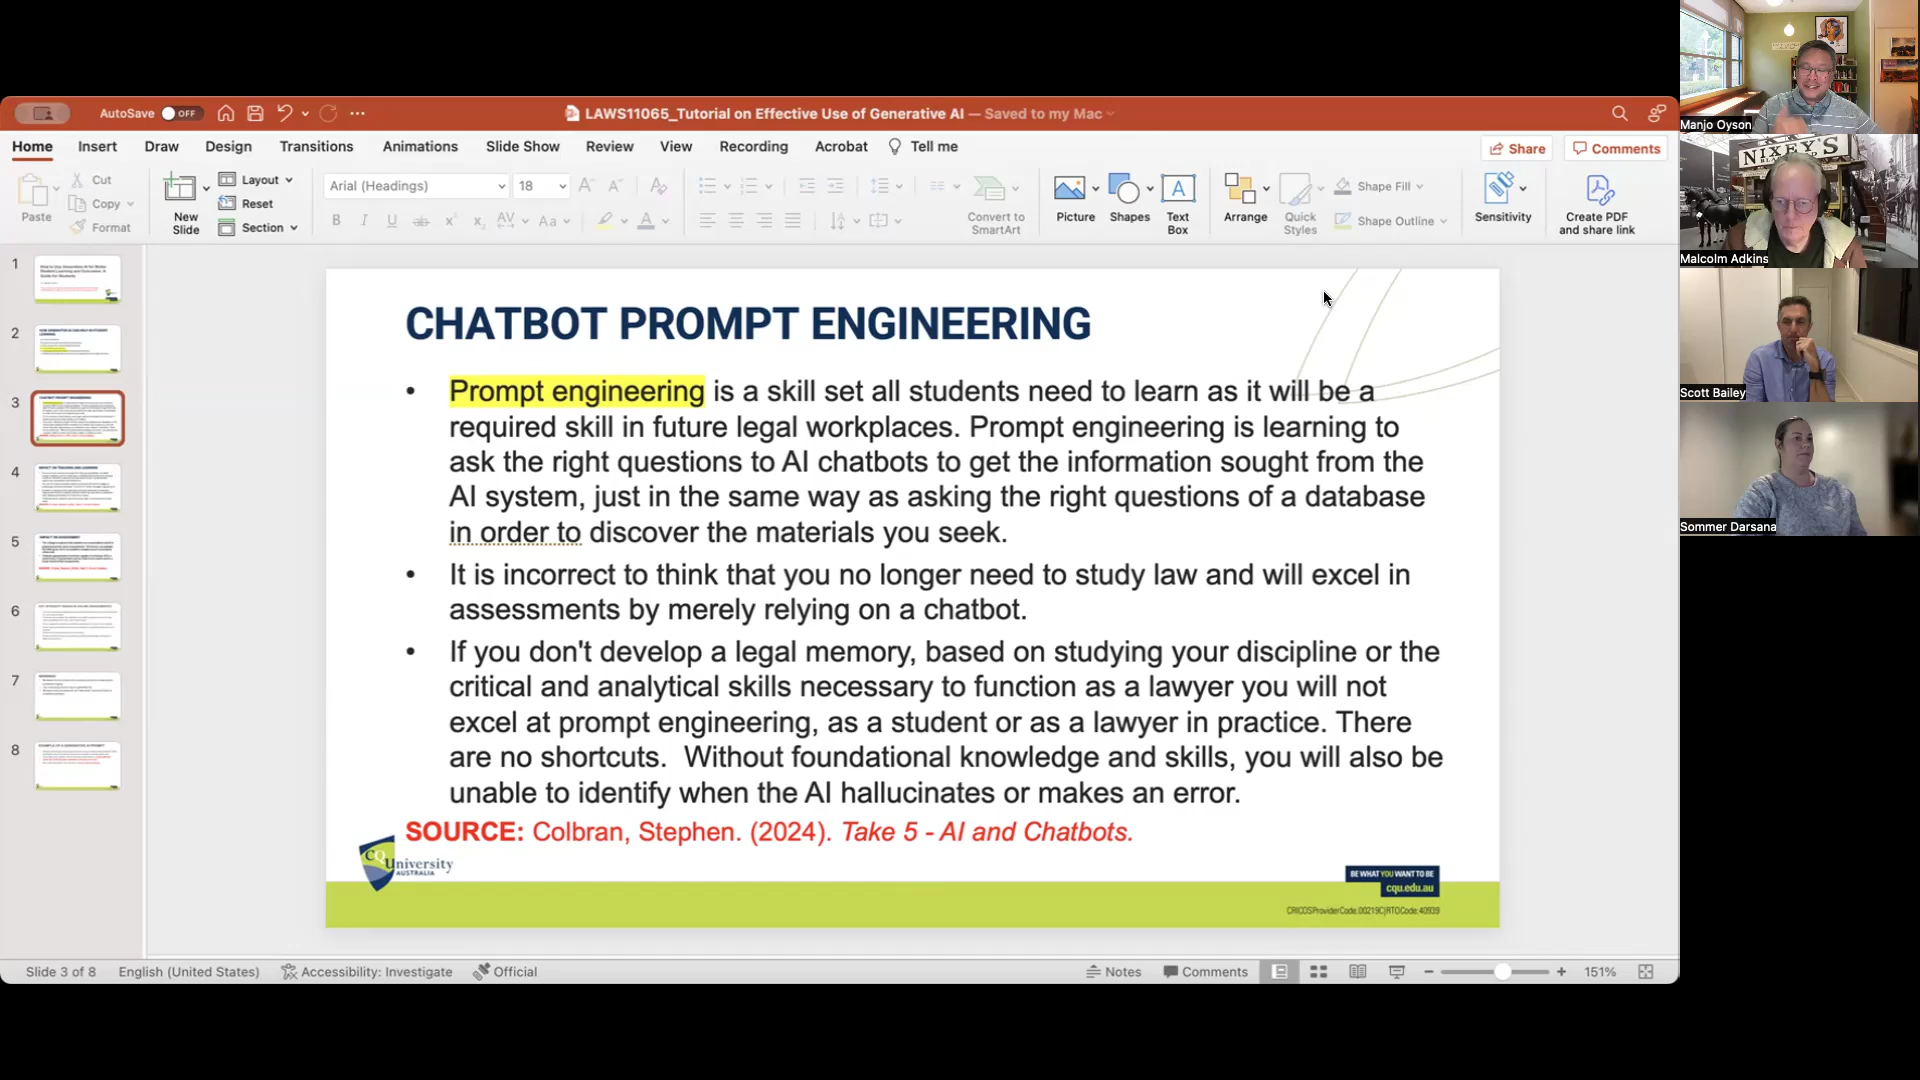 AutoSave OFF
LAWS11065_Tutorial on Effective Use of Generative AI — Saved to my Mac
Home Insert Draw Design Transitions Animations Slide Show Review View Recording Acrobat Tell me
Share Comments
Paste
Cut
Copy
Format
New Slide
Layout
Reset
Section
Arial (Headings) 18
Convert to SmartArt
Picture
Shapes
Text Box
Arrange
Quick Styles
Shape Fill
Shape Outline
Sensitivity
Create PDF and share link
1
2
3
4
5
6
7
8
CHATBOT PROMPT ENGINEERING
• Prompt engineering is a skill set all students need to learn as it will be a
required skill in future legal workplaces. Prompt engineering is learning to
ask the right questions to AI chatbots to get the information sought from the
AI system, just in the same way as asking the right questions of a database
in order to discover the materials you seek.
• It is incorrect to think that you no longer need to study law and will excel in
assessments by merely relying on a chatbot.
• If you don't develop a legal memory, based on studying your discipline or the
critical and analytical skills necessary to function as a lawyer you will not
excel at prompt engineering, as a student or as a lawyer in practice. There
are no shortcuts. Without foundational knowledge and skills, you will also be
unable to identify when the AI hallucinates or makes an error.
SOURCE: Colbran, Stephen. (2024). Take 5 - AI and Chatbots.
CQUniversity
AUSTRALIA
BE WHAT YOU WANT TO BE
cqu.edu.au
CRICOS Provider Code: 00219C | RTO Code: 40939
Slide 3 of 8 English (United States) Accessibility: Investigate Official
Notes Comments 151%
Manjo Oyson
NIXEY'S
Malcolm Adkins
Scott Bailey
Sommer Darsana